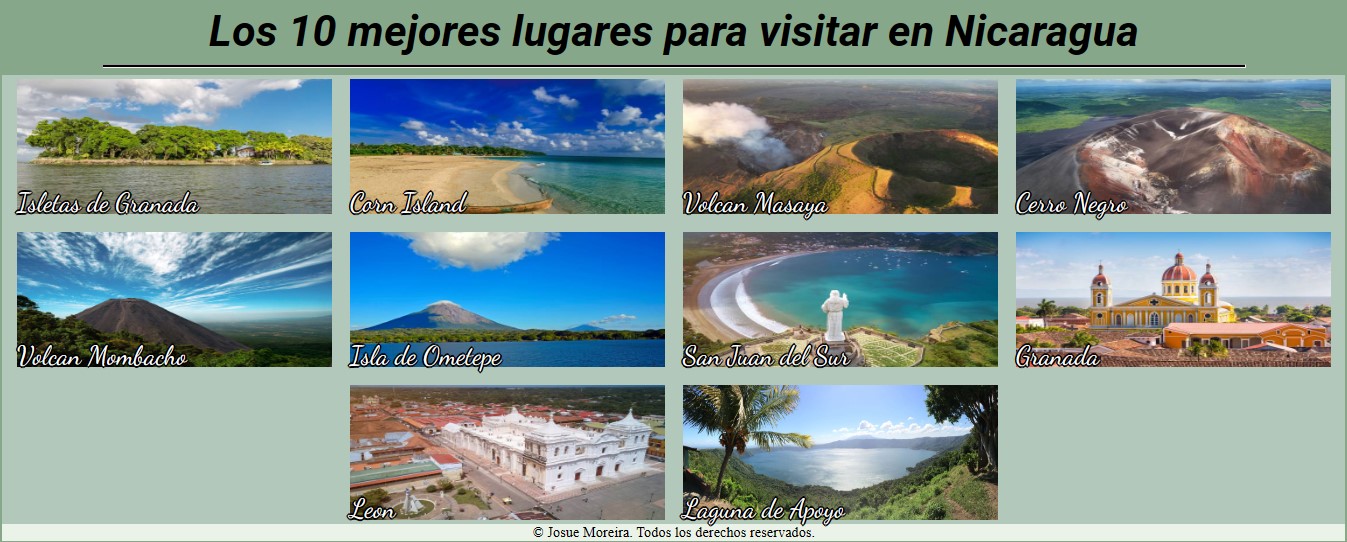 Los 10 mejores lugares para visitar en Nicaragua
Isletas de Granada
Corn Island
Volcan Masaya
Cerro Negro
Volcan Mombacho
Isla de Ometepe
San Juan del Sur
Granada
Leon
Laguna de Apoyo
© Josue Moreira. Todos los derechos reservados.